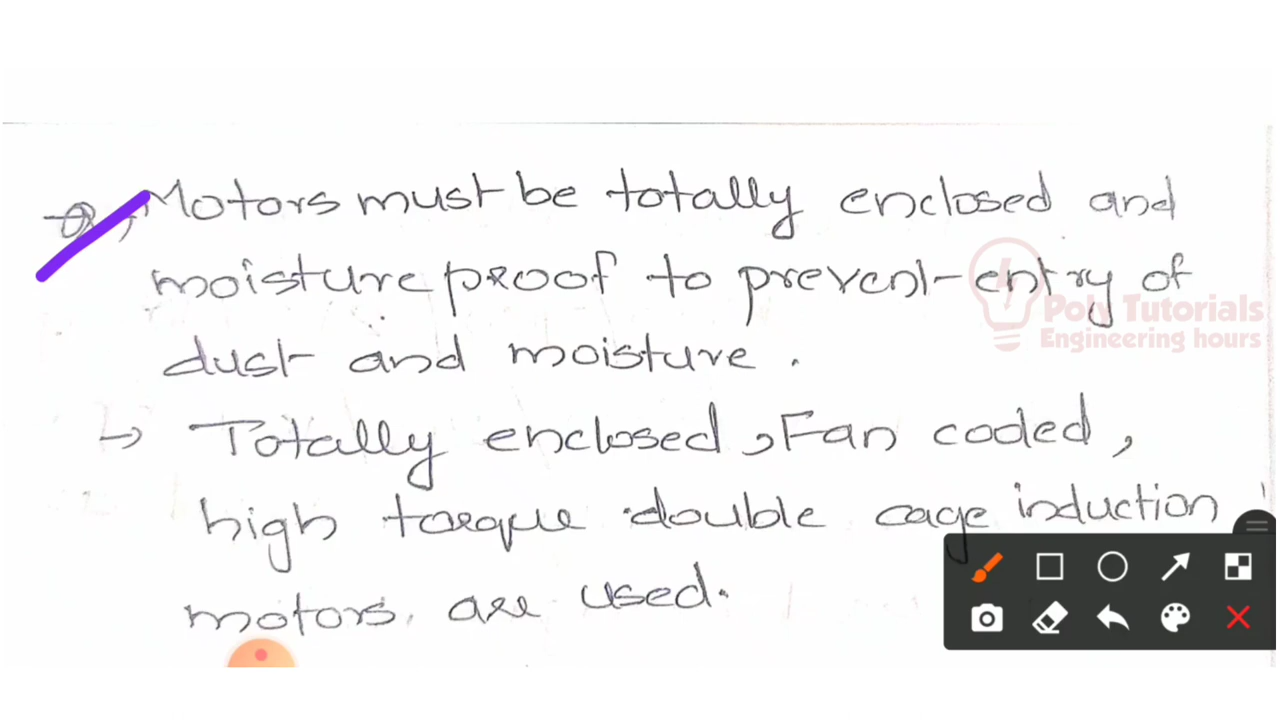 Motors must be totally enclosed and
moisture proof to prevent entry of
dust and moisture.
Poly Tutorials
Engineering hours
↳ Totally enclosed, Fan cooled,
high torque double cage induction
motors, are used.